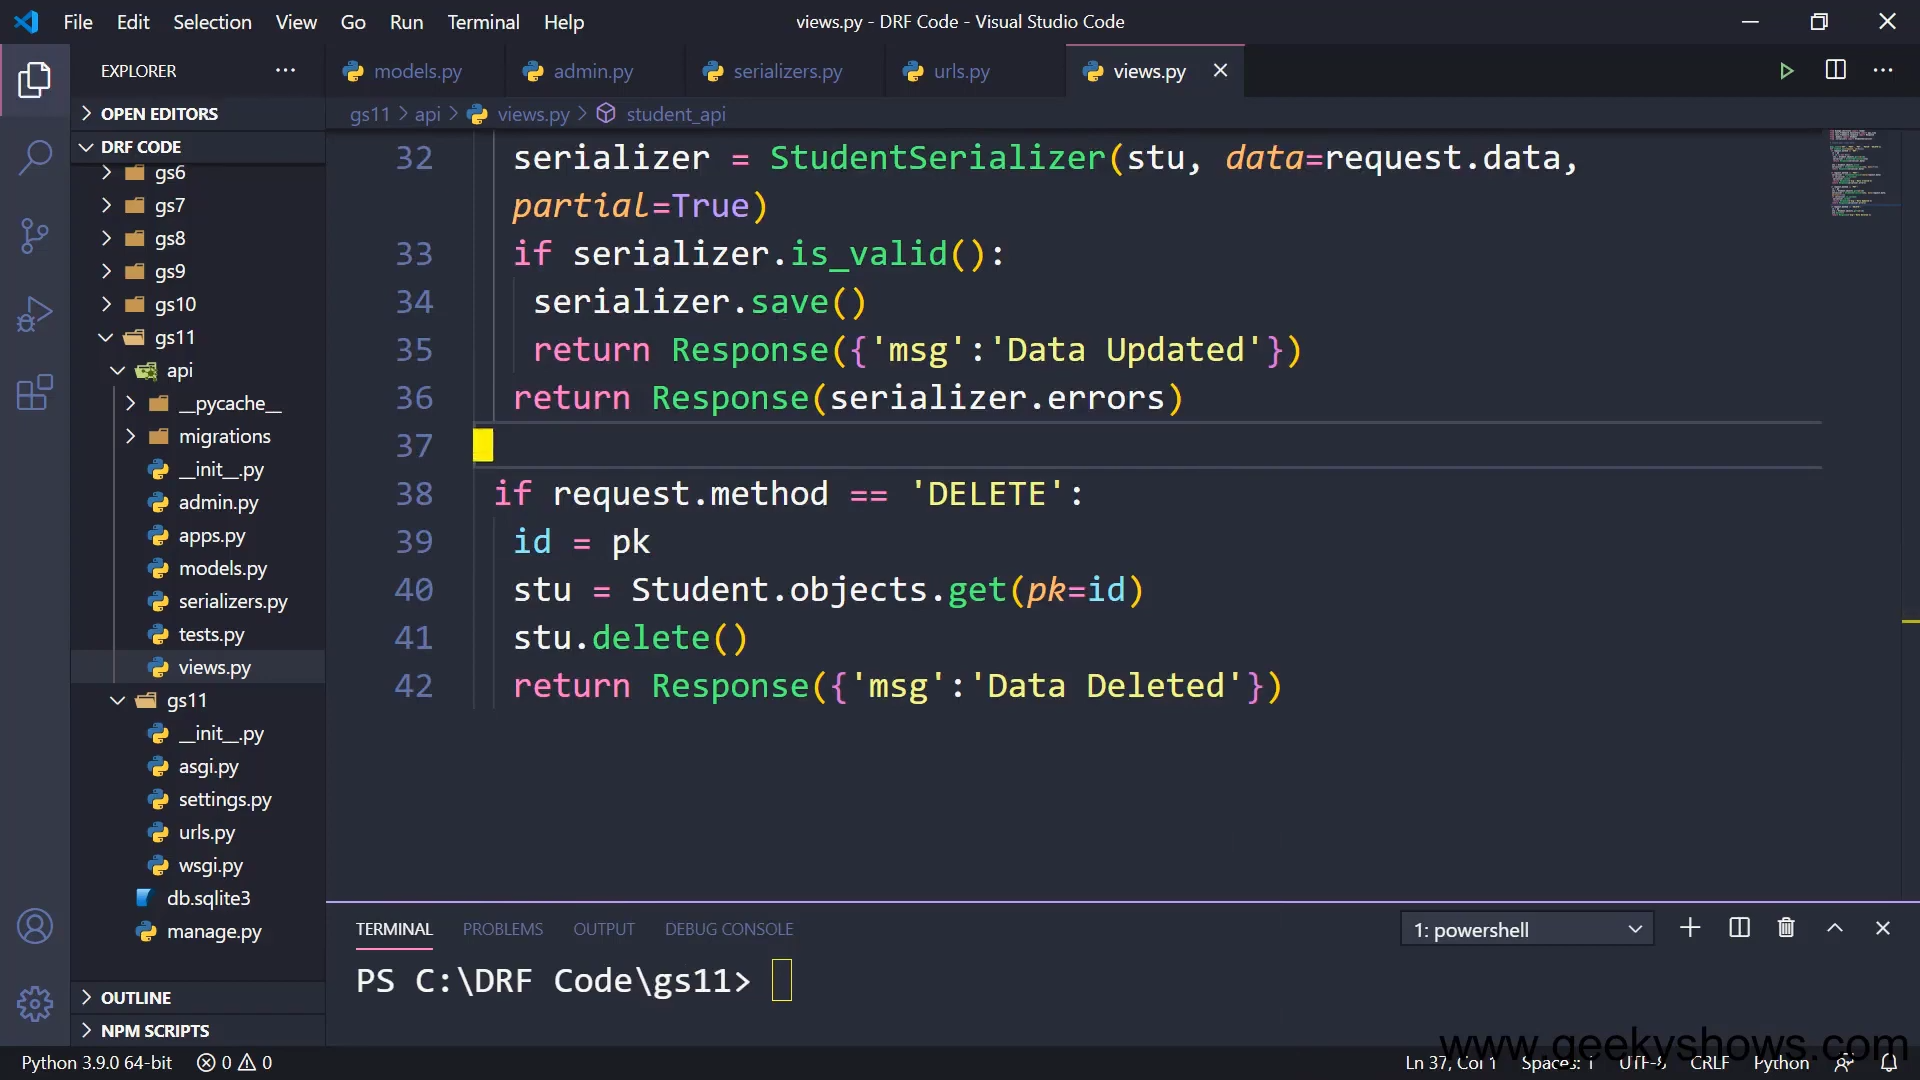 File Edit Selection View Go Run Terminal Help
views.py - DRF Code - Visual Studio Code
EXPLORER
models.py admin.py serializers.py urls.py views.py
OPEN EDITORS
gs11 > api > views.py > student_api
DRF CODE
gs6
gs7
gs8
gs9
gs10
gs11
api
__pycache__
migrations
__init__.py
admin.py
apps.py
models.py
serializers.py
tests.py
views.py
gs11
__init__.py
asgi.py
settings.py
urls.py
wsgi.py
db.sqlite3
manage.py
OUTLINE
NPM SCRIPTS
32 serializer = StudentSerializer(stu, data=request.data,
partial=True)
33 if serializer.is_valid():
34 serializer.save()
35 return Response({'msg':'Data Updated'})
36 return Response(serializer.errors)
37
38 if request.method == 'DELETE':
39 id = pk
40 stu = Student.objects.get(pk=id)
41 stu.delete()
42 return Response({'msg':'Data Deleted'})
TERMINAL PROBLEMS OUTPUT DEBUG CONSOLE
1: powershell
PS C:\DRF Code\gs11>
www.geekyshows.com
Python 3.9.0 64-bit 0 0
Ln 37, Col 1 Spaces: 1 UTF-8 CRLF Python